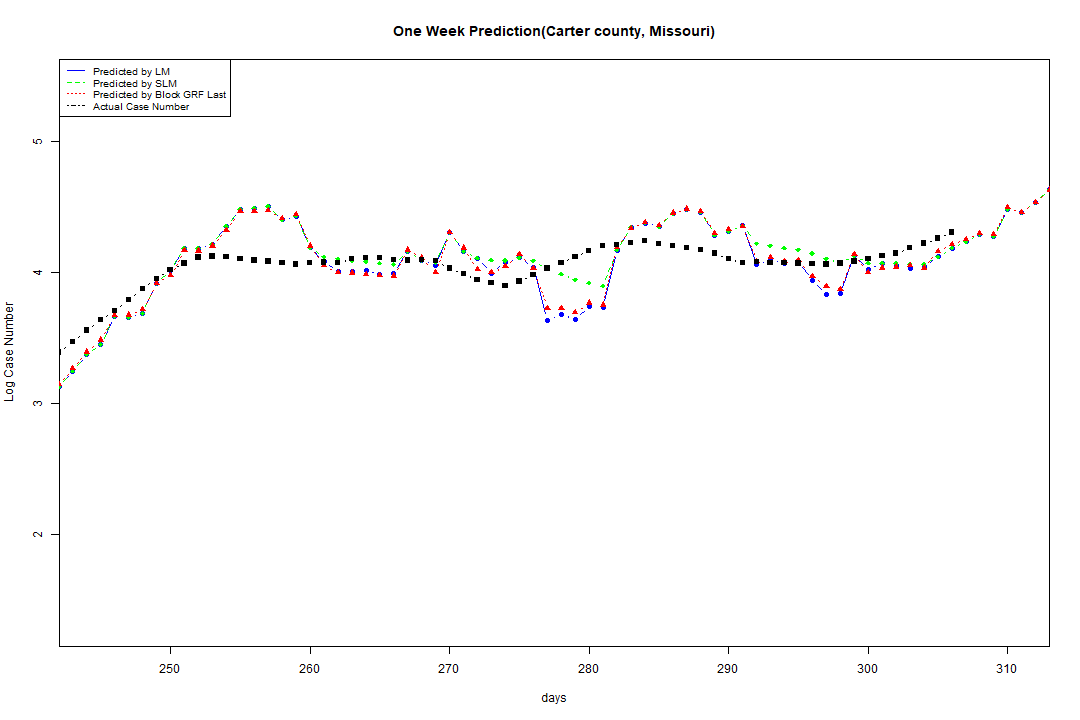 One Week Prediction(Carter county, Missouri)
Predicted by LM
Predicted by SLM
Predicted by Block GRF Last
Actual Case Number
5
4
3
2
Log Case Number
250 260 270 280 290 300 310
days